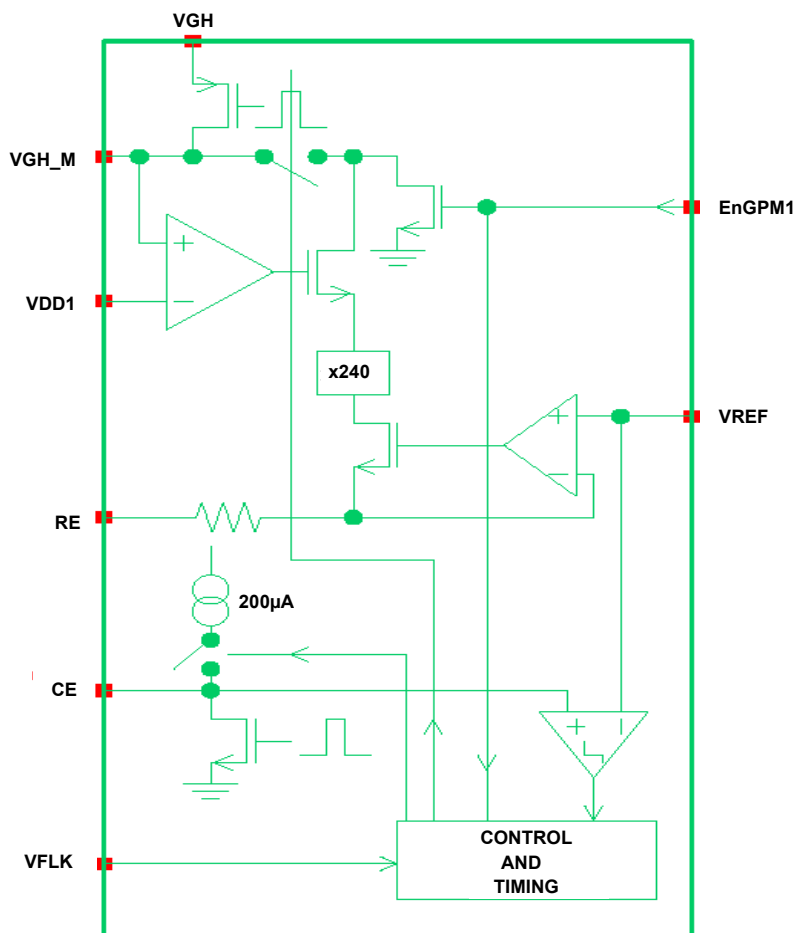 VGH
VGH_M
EnGPM1
VDD1
x240
VREF
RE
200µA
CE
CONTROL
AND
TIMING
VFLK